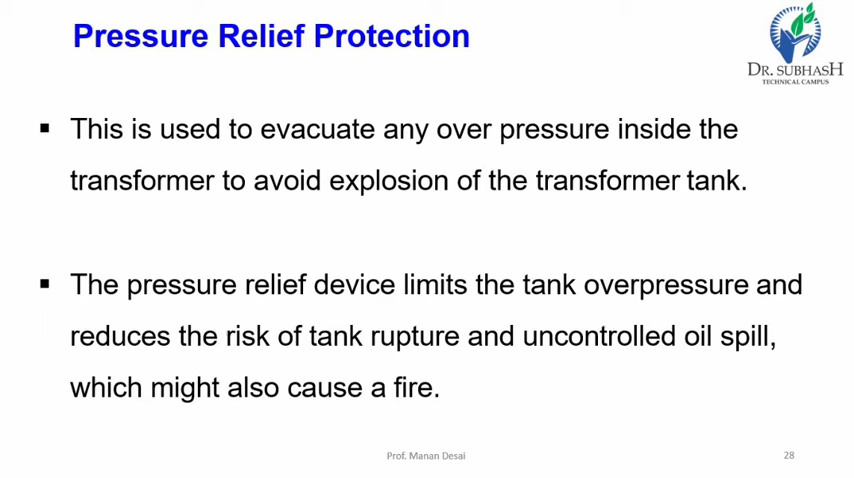 Pressure Relief Protection
DR. SUBHASH
TECHNICAL CAMPUS
▪ This is used to evacuate any over pressure inside the
transformer to avoid explosion of the transformer tank.
▪ The pressure relief device limits the tank overpressure and
reduces the risk of tank rupture and uncontrolled oil spill,
which might also cause a fire.
Prof. Manan Desai
28